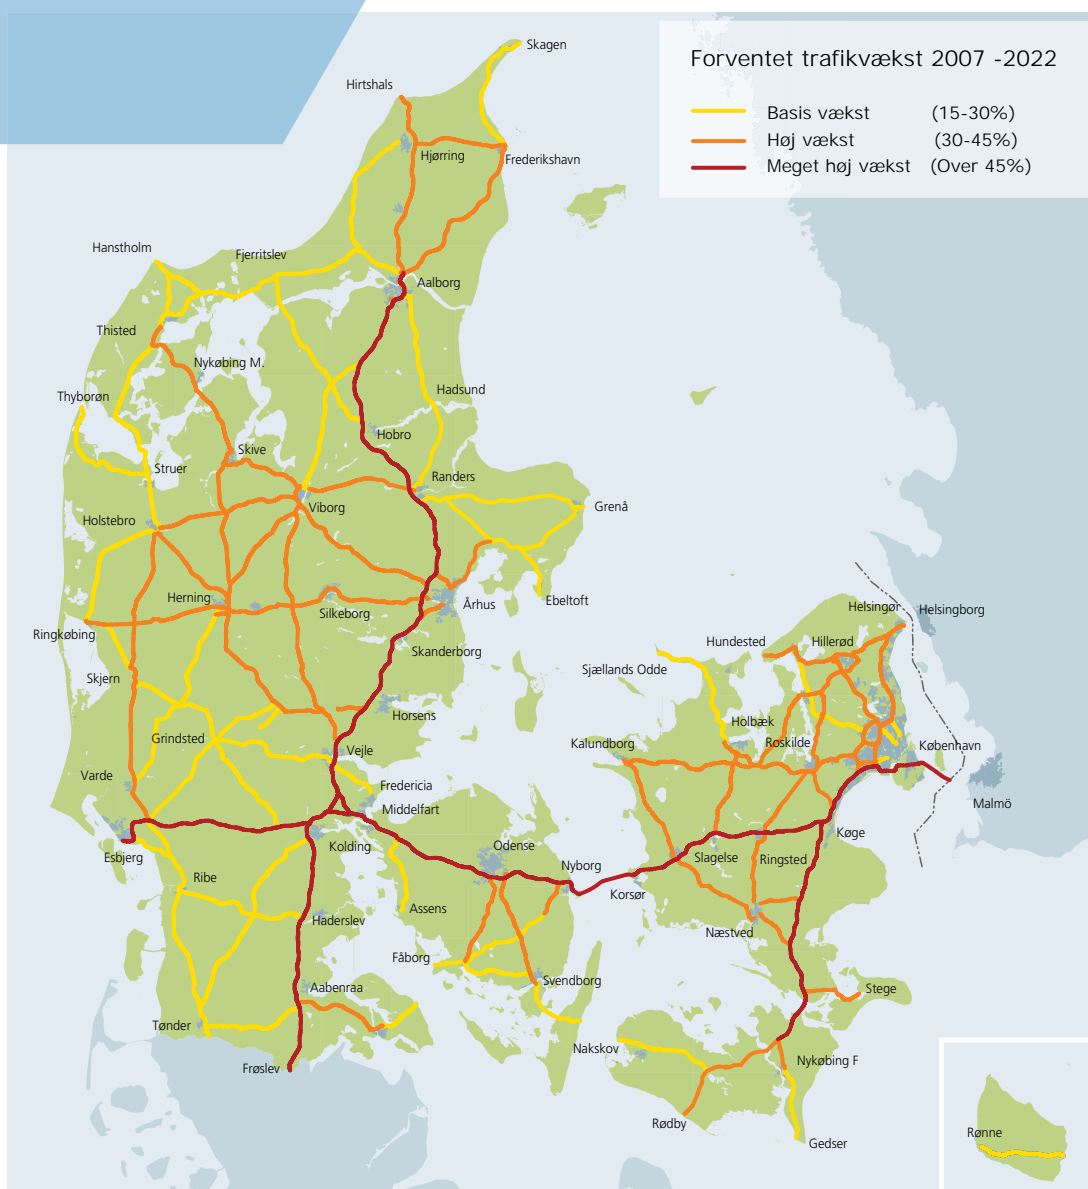 Forventet trafikvækst 2007 -2022
Basis vækst (15-30%)
Høj vækst (30-45%)
Meget høj vækst (Over 45%)
Skagen
Hirtshals
Hjørring
Frederikshavn
Hanstholm
Fjerritslev
Aalborg
Thisted
Nykøbing M.
Thyborøn
Hadsund
Hobro
Skive
Struer
Randers
Viborg
Grenå
Holstebro
Herning
Silkeborg
Århus
Ebeltoft
Ringkøbing
Skanderborg
Skjern
Horsens
Grindsted
Vejle
Varde
Fredericia
Middelfart
Esbjerg
Kolding
Odense
Nyborg
Korsør
Ribe
Assens
Haderslev
Fåborg
Svendborg
Aabenraa
Tønder
Frøslev
Helsingør
Helsingborg
Hundested
Hillerød
Sjællands Odde
Holbæk
Kalundborg
Roskilde
København
Malmö
Køge
Slagelse
Ringsted
Næstved
Stege
Nakskov
Nykøbing F
Rødby
Gedser
Rønne